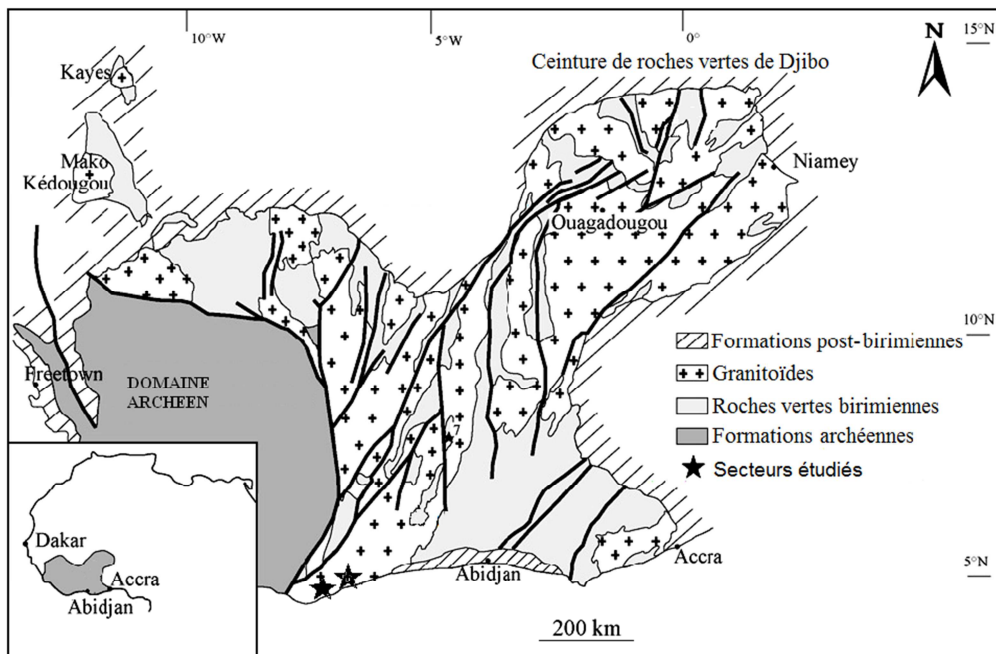 10°W
5°W
0°
15°N
N
Ceinture de roches vertes de Djibo
Kayes
Mako
Kédougou
Niamey
Ouagadougou
10°N
Freetown
DOMAINE
ARCHEEN
7
Formations post-birimiennes
Granitoïdes
Roches vertes birimiennes
Formations archéennes
Secteurs étudiés
Dakar
Accra
Abidjan
Abidjan
Accra
5°N
200 km